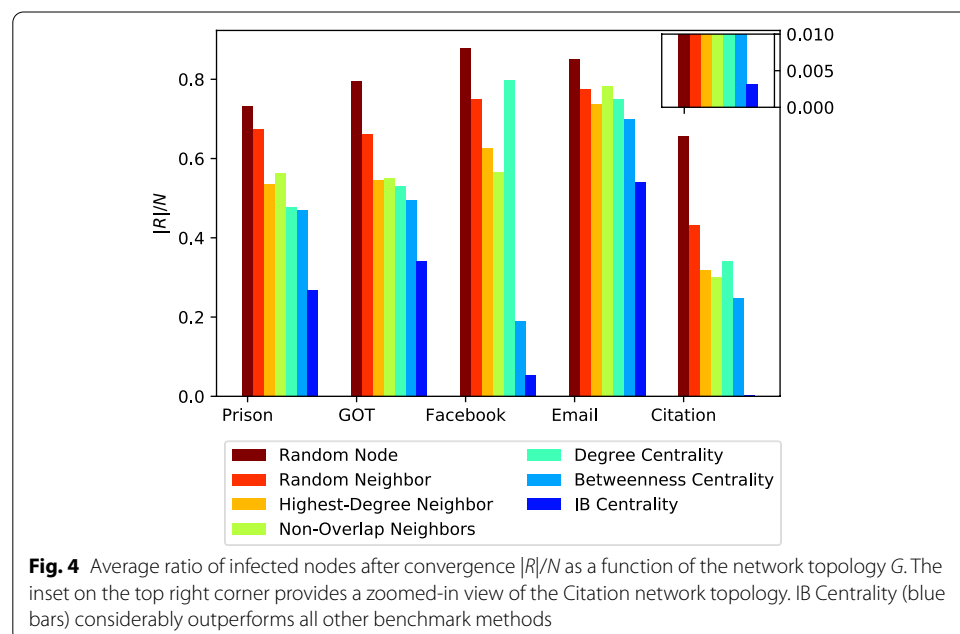 0.010
0.005
0.000
0.8
0.6
0.4
0.2
0.0
|R|/N
Prison GOT Facebook Email Citation
Random Node
Random Neighbor
Highest-Degree Neighbor
Non-Overlap Neighbors
Degree Centrality
Betweenness Centrality
IB Centrality
Fig. 4 Average ratio of infected nodes after convergence |R|/N as a function of the network topology G. The
inset on the top right corner provides a zoomed-in view of the Citation network topology. IB Centrality (blue
bars) considerably outperforms all other benchmark methods